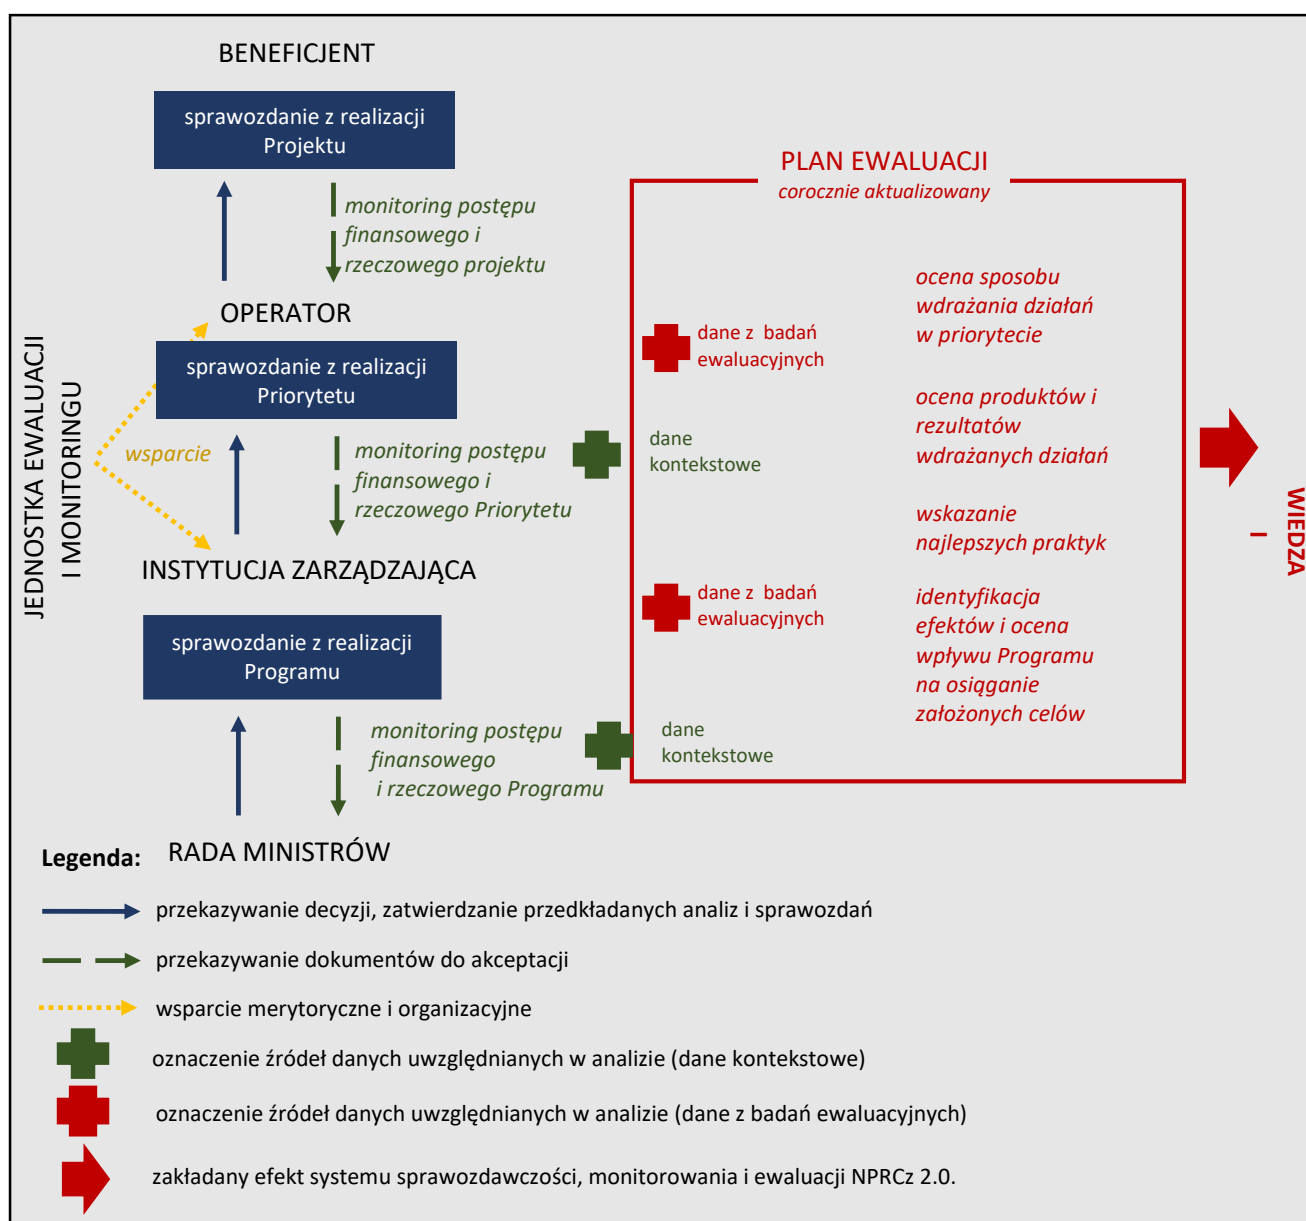 BENEFICJENT
sprawozdanie z realizacji
Projektu
monitoring postępu
finansowego i
rzeczowego projektu
OPERATOR
sprawozdanie z realizacji
Priorytetu
JEDNOSTKA EWALUACJI
I MONITORINGU
wsparcie
monitoring postępu
finansowego i
rzeczowego Priorytetu
INSTYTUCJA ZARZĄDZAJĄCA
sprawozdanie z realizacji
Programu
monitoring postępu
finansowego
i rzeczowego Programu
RADA MINISTRÓW
PLAN EWALUACJI
corocznie aktualizowany
dane z badań
ewaluacyjnych
dane
kontekstowe
dane z badań
ewaluacyjnych
dane
kontekstowe
ocena sposobu
wdrażania działań
w priorytecie
ocena produktów i
rezultatów
wdrażanych działań
wskazanie
najlepszych praktyk
identyfikacja
efektów i ocena
wpływu Programu
na osiąganie
założonych celów
WIEDZA
–
Legenda:
przekazywanie decyzji, zatwierdzanie przedkładanych analiz i sprawozdań
przekazywanie dokumentów do akceptacji
wsparcie merytoryczne i organizacyjne
oznaczenie źródeł danych uwzględnianych w analizie (dane kontekstowe)
oznaczenie źródeł danych uwzględnianych w analizie (dane z badań ewaluacyjnych)
zakładany efekt systemu sprawozdawczości, monitorowania i ewaluacji NPRCz 2.0.